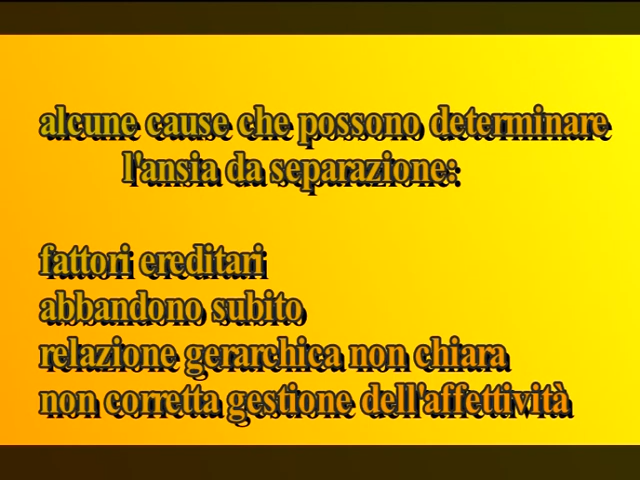 alcune cause che possono determinare
l'ansia da separazione:
fattori ereditari
abbandono subito
relazione gerarchica non chiara
non corretta gestione dell'affettività